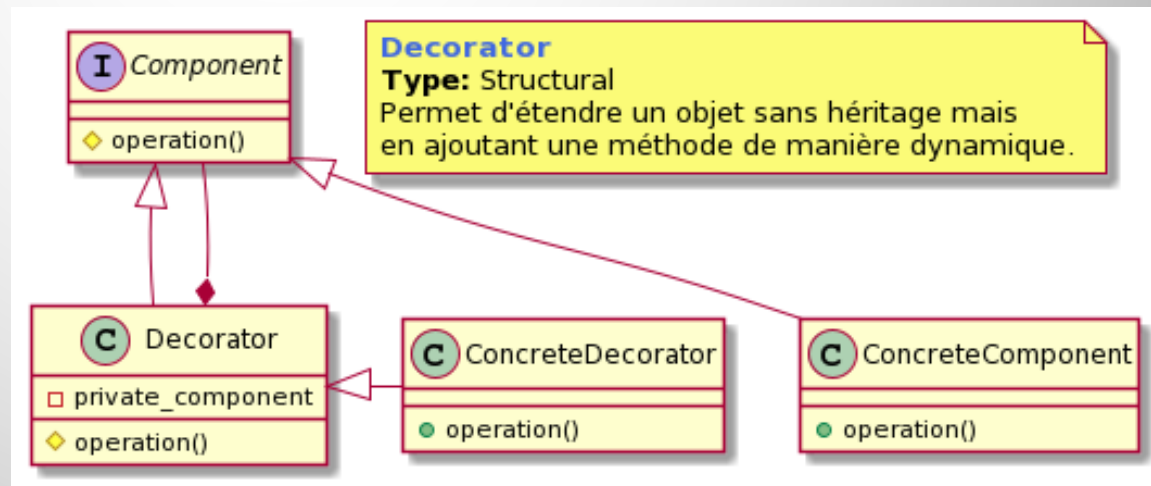 I Component
operation()
Decorator
Type: Structural
Permet d'étendre un objet sans héritage mais
en ajoutant une méthode de manière dynamique.
C Decorator
private_component
operation()
C ConcreteDecorator
operation()
C ConcreteComponent
operation()